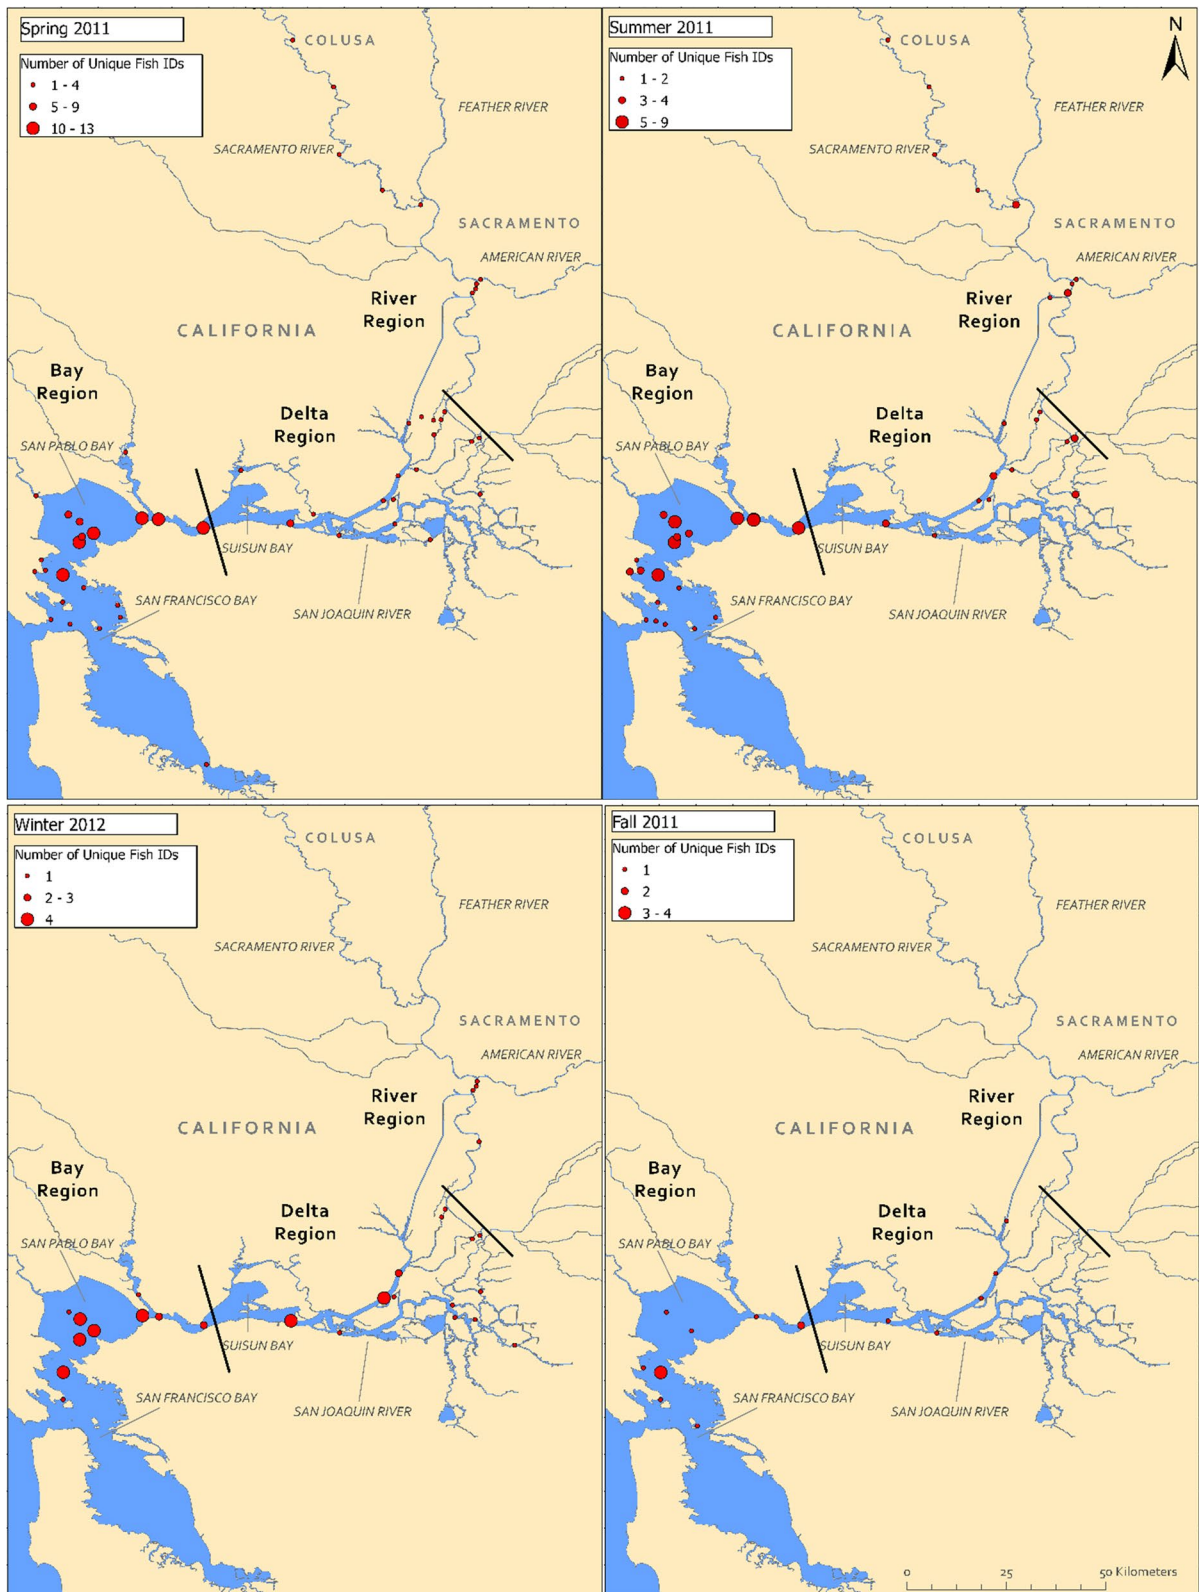 Spring 2011
Number of Unique Fish IDs
1 - 4
5 - 9
10 - 13
COLUSA
FEATHER RIVER
SACRAMENTO RIVER
SACRAMENTO
AMERICAN RIVER
River
Region
CALIFORNIA
Bay
Region
Delta
Region
SAN PABLO BAY
SUISUN BAY
SAN FRANCISCO BAY
SAN JOAQUIN RIVER
Summer 2011
Number of Unique Fish IDs
1 - 2
3 - 4
5 - 9
N
COLUSA
FEATHER RIVER
SACRAMENTO RIVER
SACRAMENTO
AMERICAN RIVER
River
Region
CALIFORNIA
Bay
Region
Delta
Region
SAN PABLO BAY
SUISUN BAY
SAN FRANCISCO BAY
SAN JOAQUIN RIVER
Winter 2012
Number of Unique Fish IDs
1
2 - 3
4
COLUSA
FEATHER RIVER
SACRAMENTO RIVER
SACRAMENTO
AMERICAN RIVER
River
Region
CALIFORNIA
Bay
Region
Delta
Region
SAN PABLO BAY
SUISUN BAY
SAN FRANCISCO BAY
SAN JOAQUIN RIVER
Fall 2011
Number of Unique Fish IDs
1
2
3 - 4
COLUSA
FEATHER RIVER
SACRAMENTO RIVER
SACRAMENTO
AMERICAN RIVER
River
Region
CALIFORNIA
Bay
Region
Delta
Region
SAN PABLO BAY
SUISUN BAY
SAN FRANCISCO BAY
SAN JOAQUIN RIVER
0 25 50 Kilometers